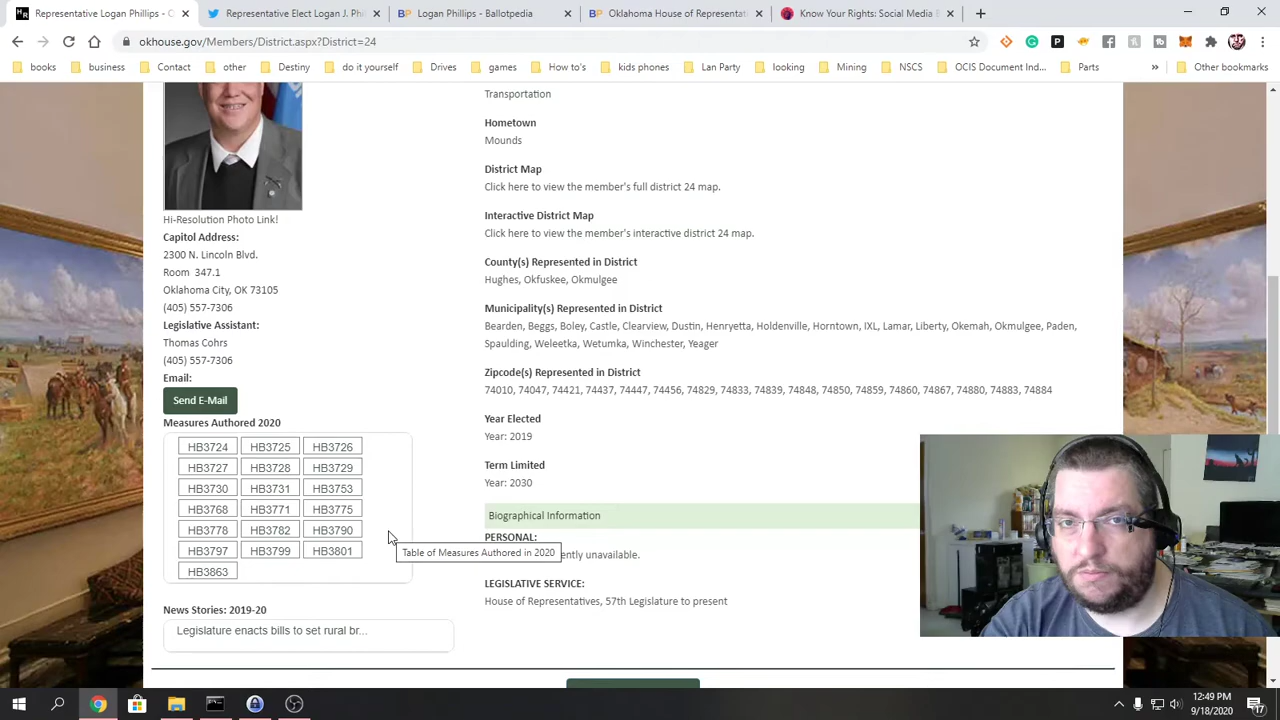 Representative Logan Phillips - O
Representative Elect Logan J. Phi
Logan Phillips - Ballotpedia
Oklahoma House of Representati
Know Your Rights: Social Media B
okhouse.gov/Members/District.aspx?District=24
books
business
Contact
other
Destiny
do it yourself
Drives
games
How to's
kids phones
Lan Party
looking
Mining
NSCS
OCIS Document Ind...
Parts
»
Other bookmarks
Transportation
Hometown
Mounds
District Map
Click here to view the member's full district 24 map.
Interactive District Map
Click here to view the member's interactive district 24 map.
County(s) Represented in District
Hughes, Okfuskee, Okmulgee
Municipality(s) Represented in District
Bearden, Beggs, Boley, Castle, Clearview, Dustin, Henryetta, Holdenville, Horntown, IXL, Lamar, Liberty, Okemah, Okmulgee, Paden,
Spaulding, Weleetka, Wetumka, Winchester, Yeager
Zipcode(s) Represented in District
74010, 74047, 74421, 74437, 74447, 74456, 74829, 74833, 74839, 74848, 74850, 74859, 74860, 74867, 74880, 74883, 74884
Year Elected
Year: 2019
Term Limited
Year: 2030
Biographical Information
PERSONAL:
ently unavailable.
LEGISLATIVE SERVICE:
House of Representatives, 57th Legislature to present
Hi-Resolution Photo Link!
Capitol Address:
2300 N. Lincoln Blvd.
Room 347.1
Oklahoma City, OK 73105
(405) 557-7306
Legislative Assistant:
Thomas Cohrs
(405) 557-7306
Email:
Send E-Mail
Measures Authored 2020
HB3724 HB3725 HB3726
HB3727 HB3728 HB3729
HB3730 HB3731 HB3753
HB3768 HB3771 HB3775
HB3778 HB3782 HB3790
HB3797 HB3799 HB3801
HB3863
Table of Measures Authored in 2020
News Stories: 2019-20
Legislature enacts bills to set rural br...
12:49 PM
9/18/2020
17